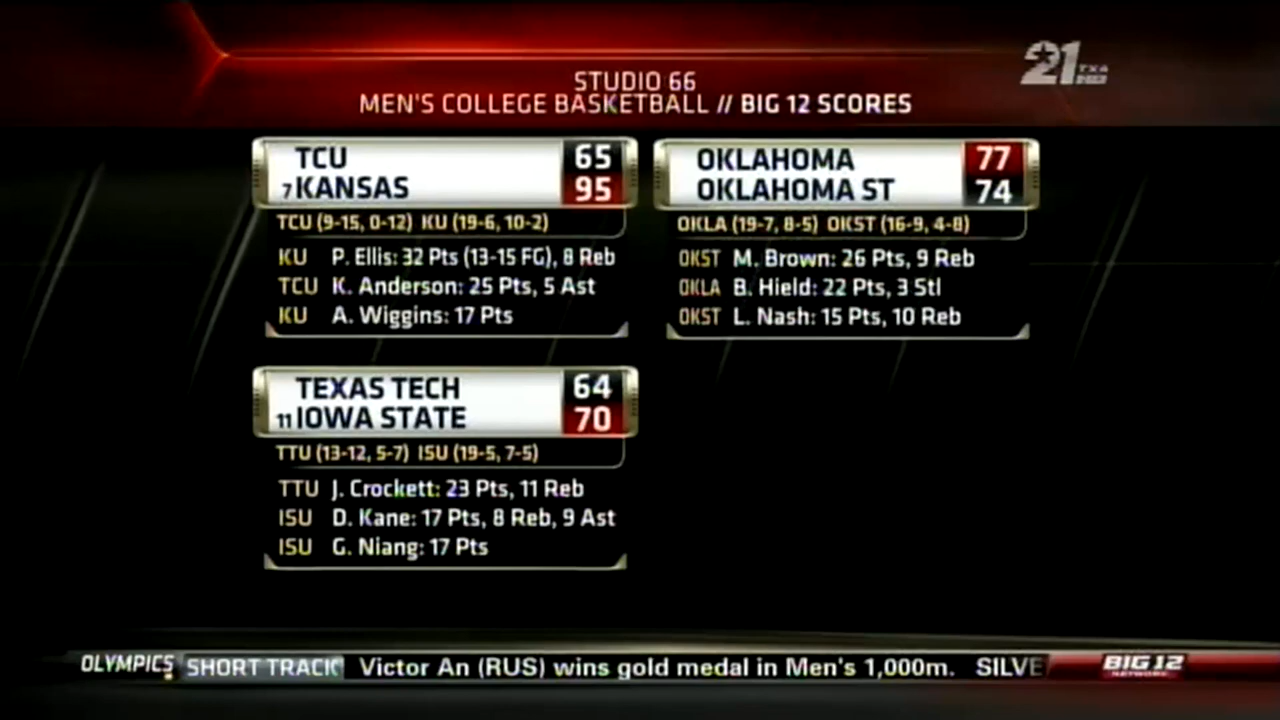 21 TXA
STUDIO 66
MEN'S COLLEGE BASKETBALL // BIG 12 SCORES
TCU 65
7 KANSAS 95
TCU (9-15, 0-12) KU (19-6, 10-2)
KU P. Ellis: 32 Pts (13-15 FG), 8 Reb
TCU K. Anderson: 25 Pts, 5 Ast
KU A. Wiggins: 17 Pts
OKLAHOMA 77
OKLAHOMA ST 74
OKLA (19-7, 8-5) OKST (16-9, 4-8)
OKST M. Brown: 26 Pts, 9 Reb
OKLA B. Hield: 22 Pts, 3 Stl
OKST L. Nash: 15 Pts, 10 Reb
TEXAS TECH 64
11 IOWA STATE 70
TTU (13-12, 5-7) ISU (19-5, 7-5)
TTU J. Crockett: 23 Pts, 11 Reb
ISU D. Kane: 17 Pts, 8 Reb, 9 Ast
ISU G. Niang: 17 Pts
OLYMPICS SHORT TRACK Victor An (RUS) wins gold medal in Men's 1,000m. SILVE BIG 12
NETWORK